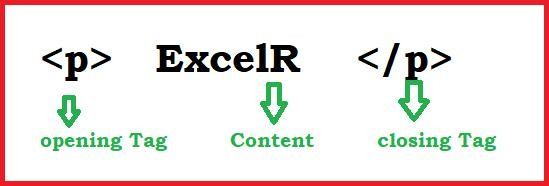 <p> ExcelR </p>
opening Tag Content closing Tag